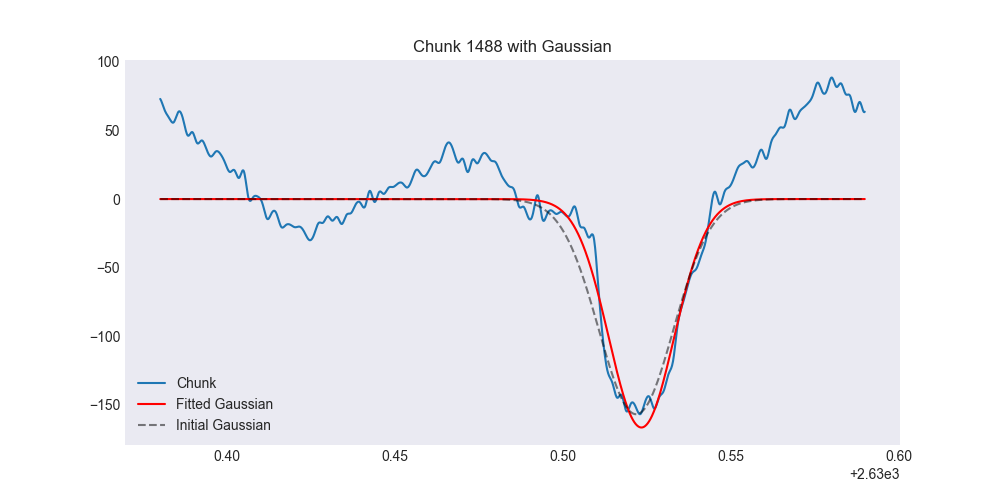 Chunk 1488 with Gaussian
100
50
0
−50
−100
−150
Chunk
Fitted Gaussian
Initial Gaussian
0.40 0.45 0.50 0.55 0.60
+2.63e3